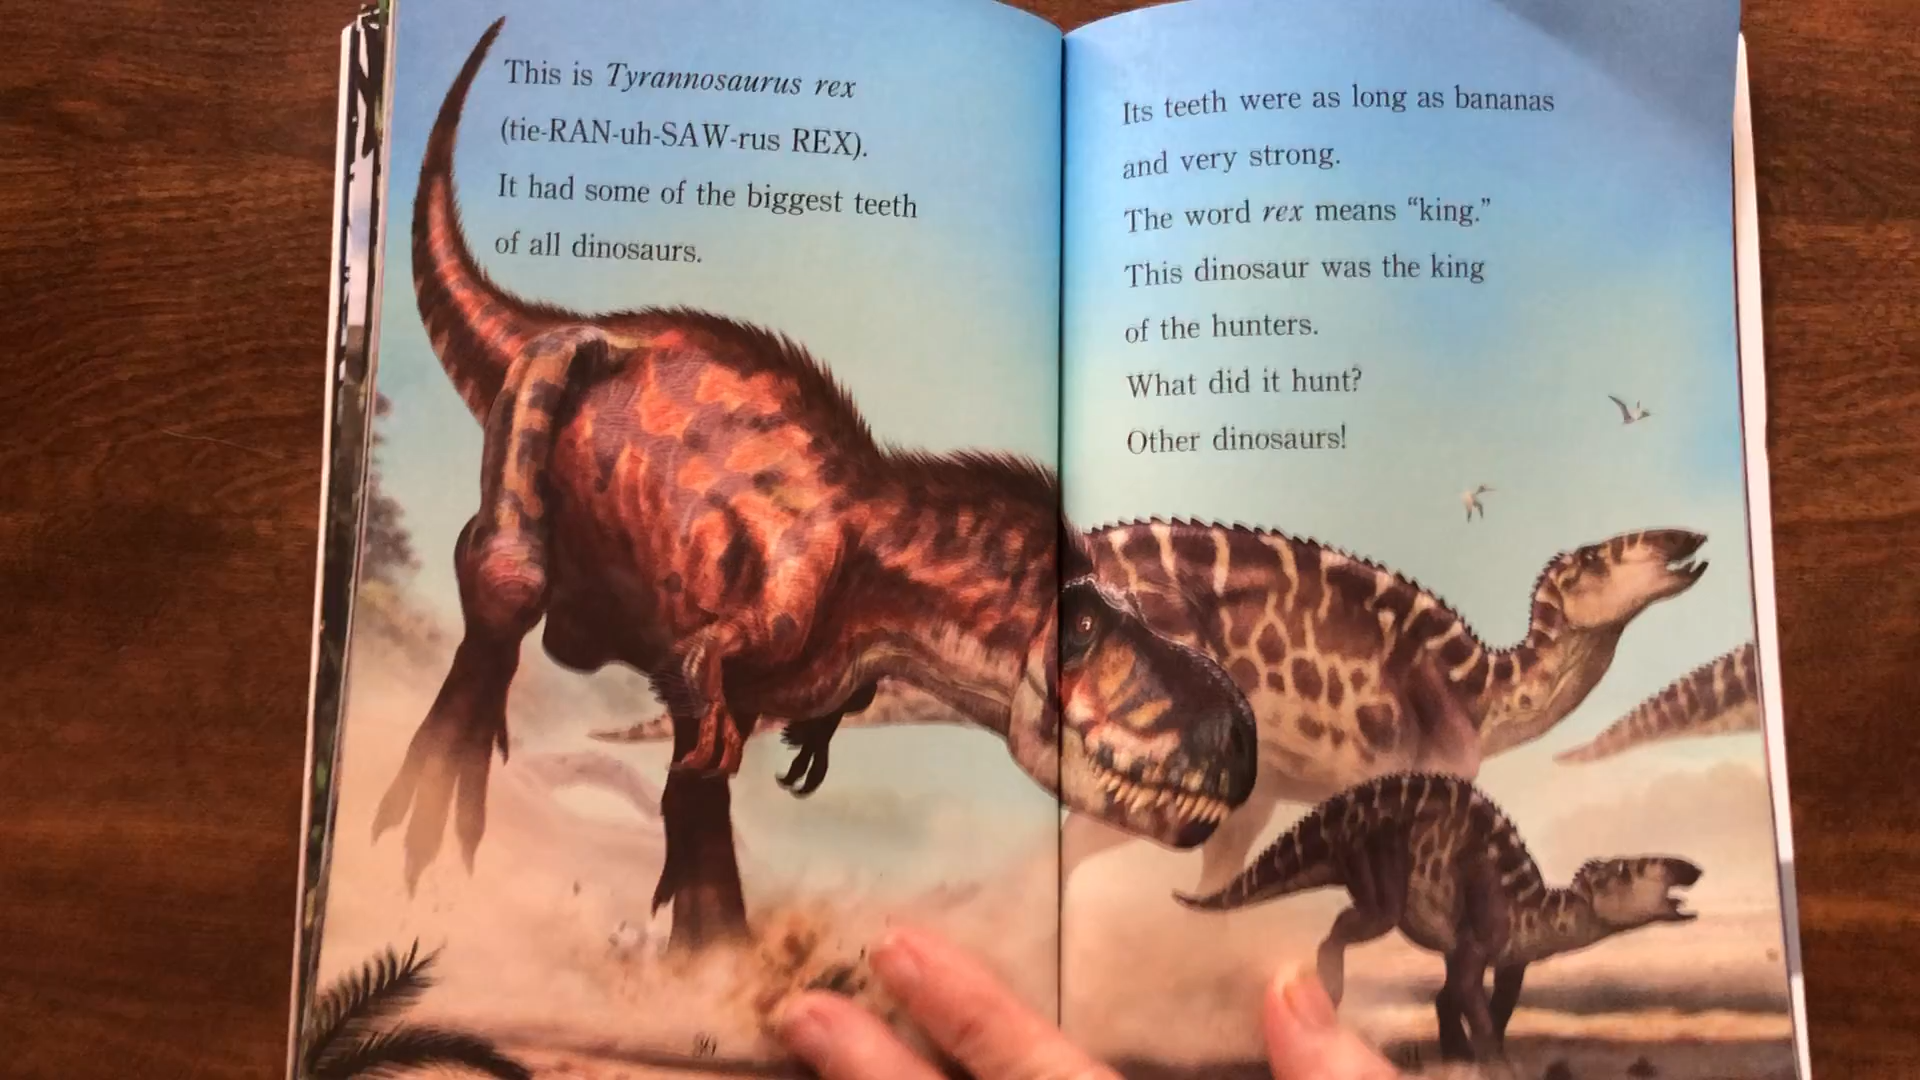 This is Tyrannosaurus rex
(tie-RAN-uh-SAW-rus REX).
It had some of the biggest teeth
of all dinosaurs.
Its teeth were as long as bananas
and very strong.
The word rex means “king.”
This dinosaur was the king
of the hunters.
What did it hunt?
Other dinosaurs!